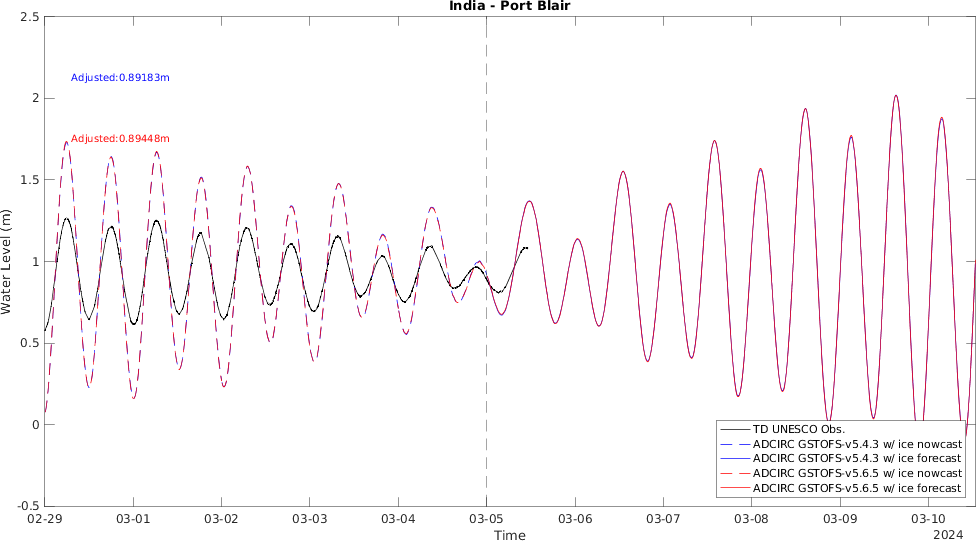 India - Port Blair
2.5
2
1.5
1
0.5
0
-0.5
Water Level (m)
Adjusted:0.89183m
Adjusted:0.89448m
TD UNESCO Obs.
ADCIRC GSTOFS-v5.4.3 w/ ice nowcast
ADCIRC GSTOFS-v5.4.3 w/ ice forecast
ADCIRC GSTOFS-v5.6.5 w/ ice nowcast
ADCIRC GSTOFS-v5.6.5 w/ ice forecast
02-29 03-01 03-02 03-03 03-04 03-05 03-06 03-07 03-08 03-09 03-10
Time
2024